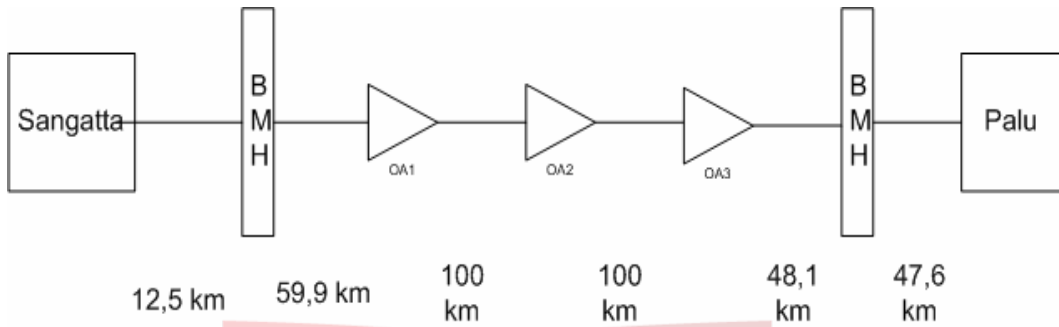 Sangatta
B
M
H
OA1
OA2
OA3
B
M
H
Palu
12,5 km
59,9 km
100
km
100
km
48,1
km
47,6
km